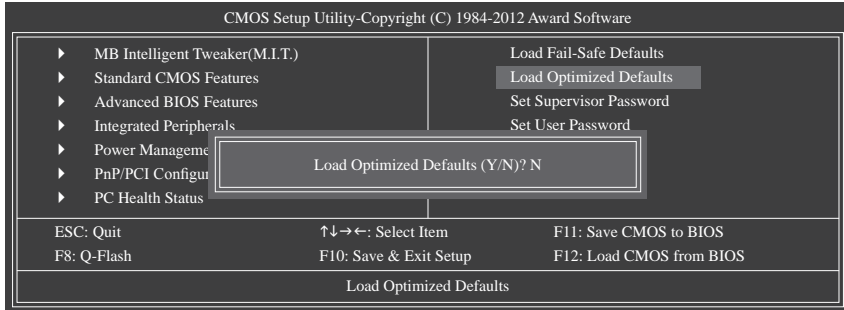 CMOS Setup Utility-Copyright (C) 1984-2012 Award Software
MB Intelligent Tweaker(M.I.T.)
Standard CMOS Features
Advanced BIOS Features
Integrated Peripherals
Power Manageme
PnP/PCI Configur
PC Health Status
Load Fail-Safe Defaults
Load Optimized Defaults
Set Supervisor Password
Set User Password
Load Optimized Defaults (Y/N)? N
ESC: Quit ↑↓→←: Select Item F11: Save CMOS to BIOS
F8: Q-Flash F10: Save & Exit Setup F12: Load CMOS from BIOS
Load Optimized Defaults